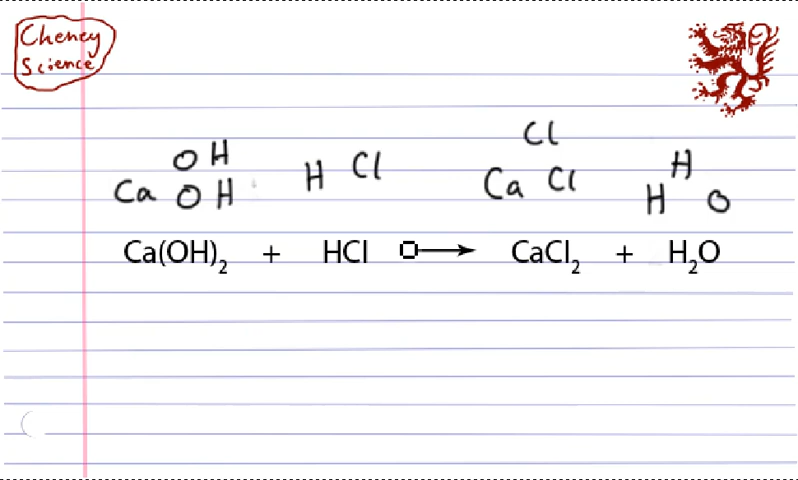 Cheney
Science
Cl
O H H Cl H
Ca O H Ca Cl H O
Ca(OH)₂ + HCl → CaCl₂ + H₂O